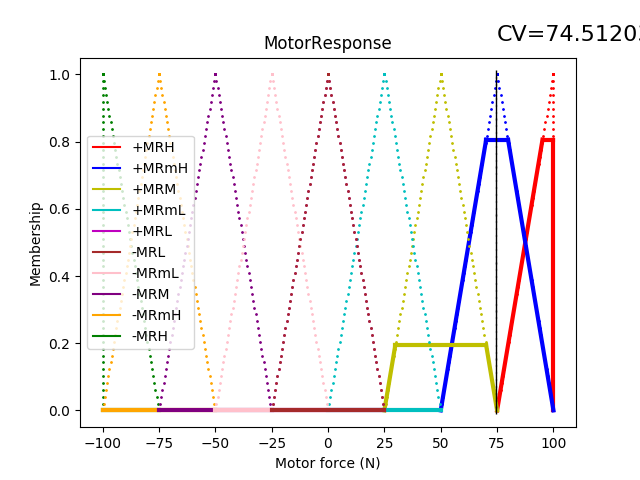 CV=74.5120
MotorResponse
Membership
1.0
0.8
0.6
0.4
0.2
0.0
+MRH
+MRmH
+MRM
+MRmL
+MRL
-MRL
-MRmL
-MRM
-MRmH
-MRH
−100 −75 −50 −25 0 25 50 75 100
Motor force (N)